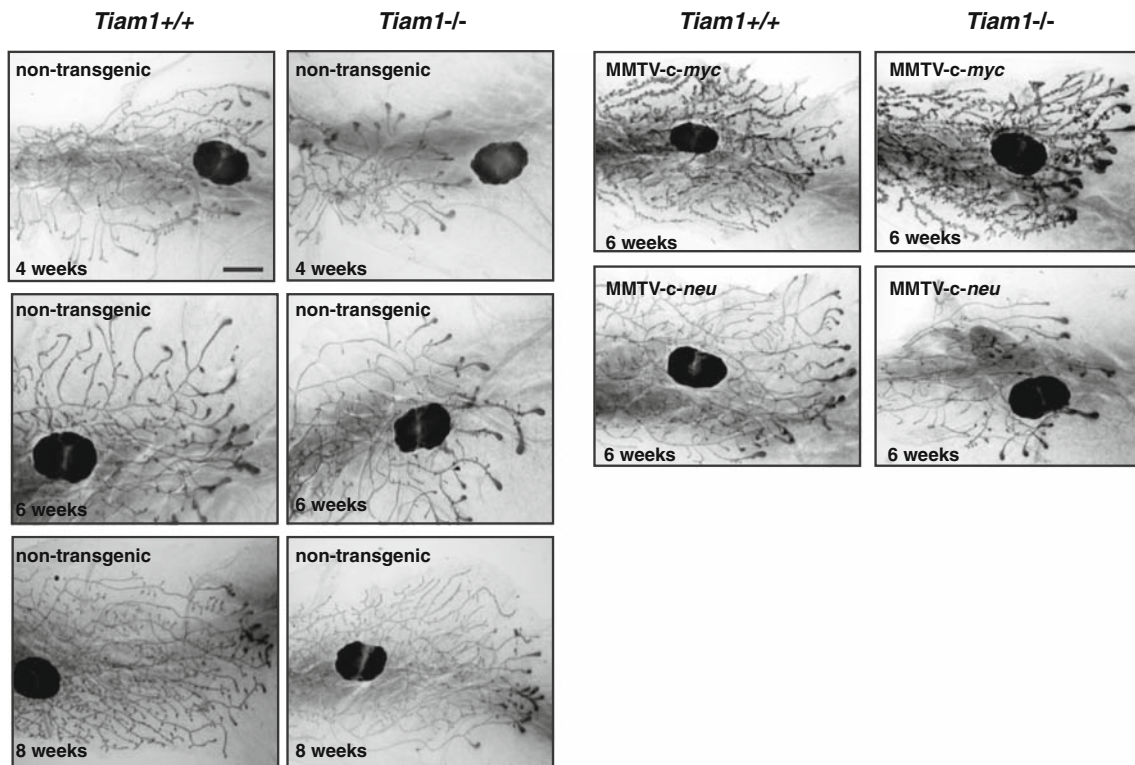 Tiam1+/+ Tiam1-/- Tiam1+/+ Tiam1-/-
non-transgenic non-transgenic MMTV-c-myc MMTV-c-myc
4 weeks 4 weeks 6 weeks 6 weeks
non-transgenic non-transgenic MMTV-c-neu MMTV-c-neu
6 weeks 6 weeks 6 weeks 6 weeks
non-transgenic non-transgenic
8 weeks 8 weeks